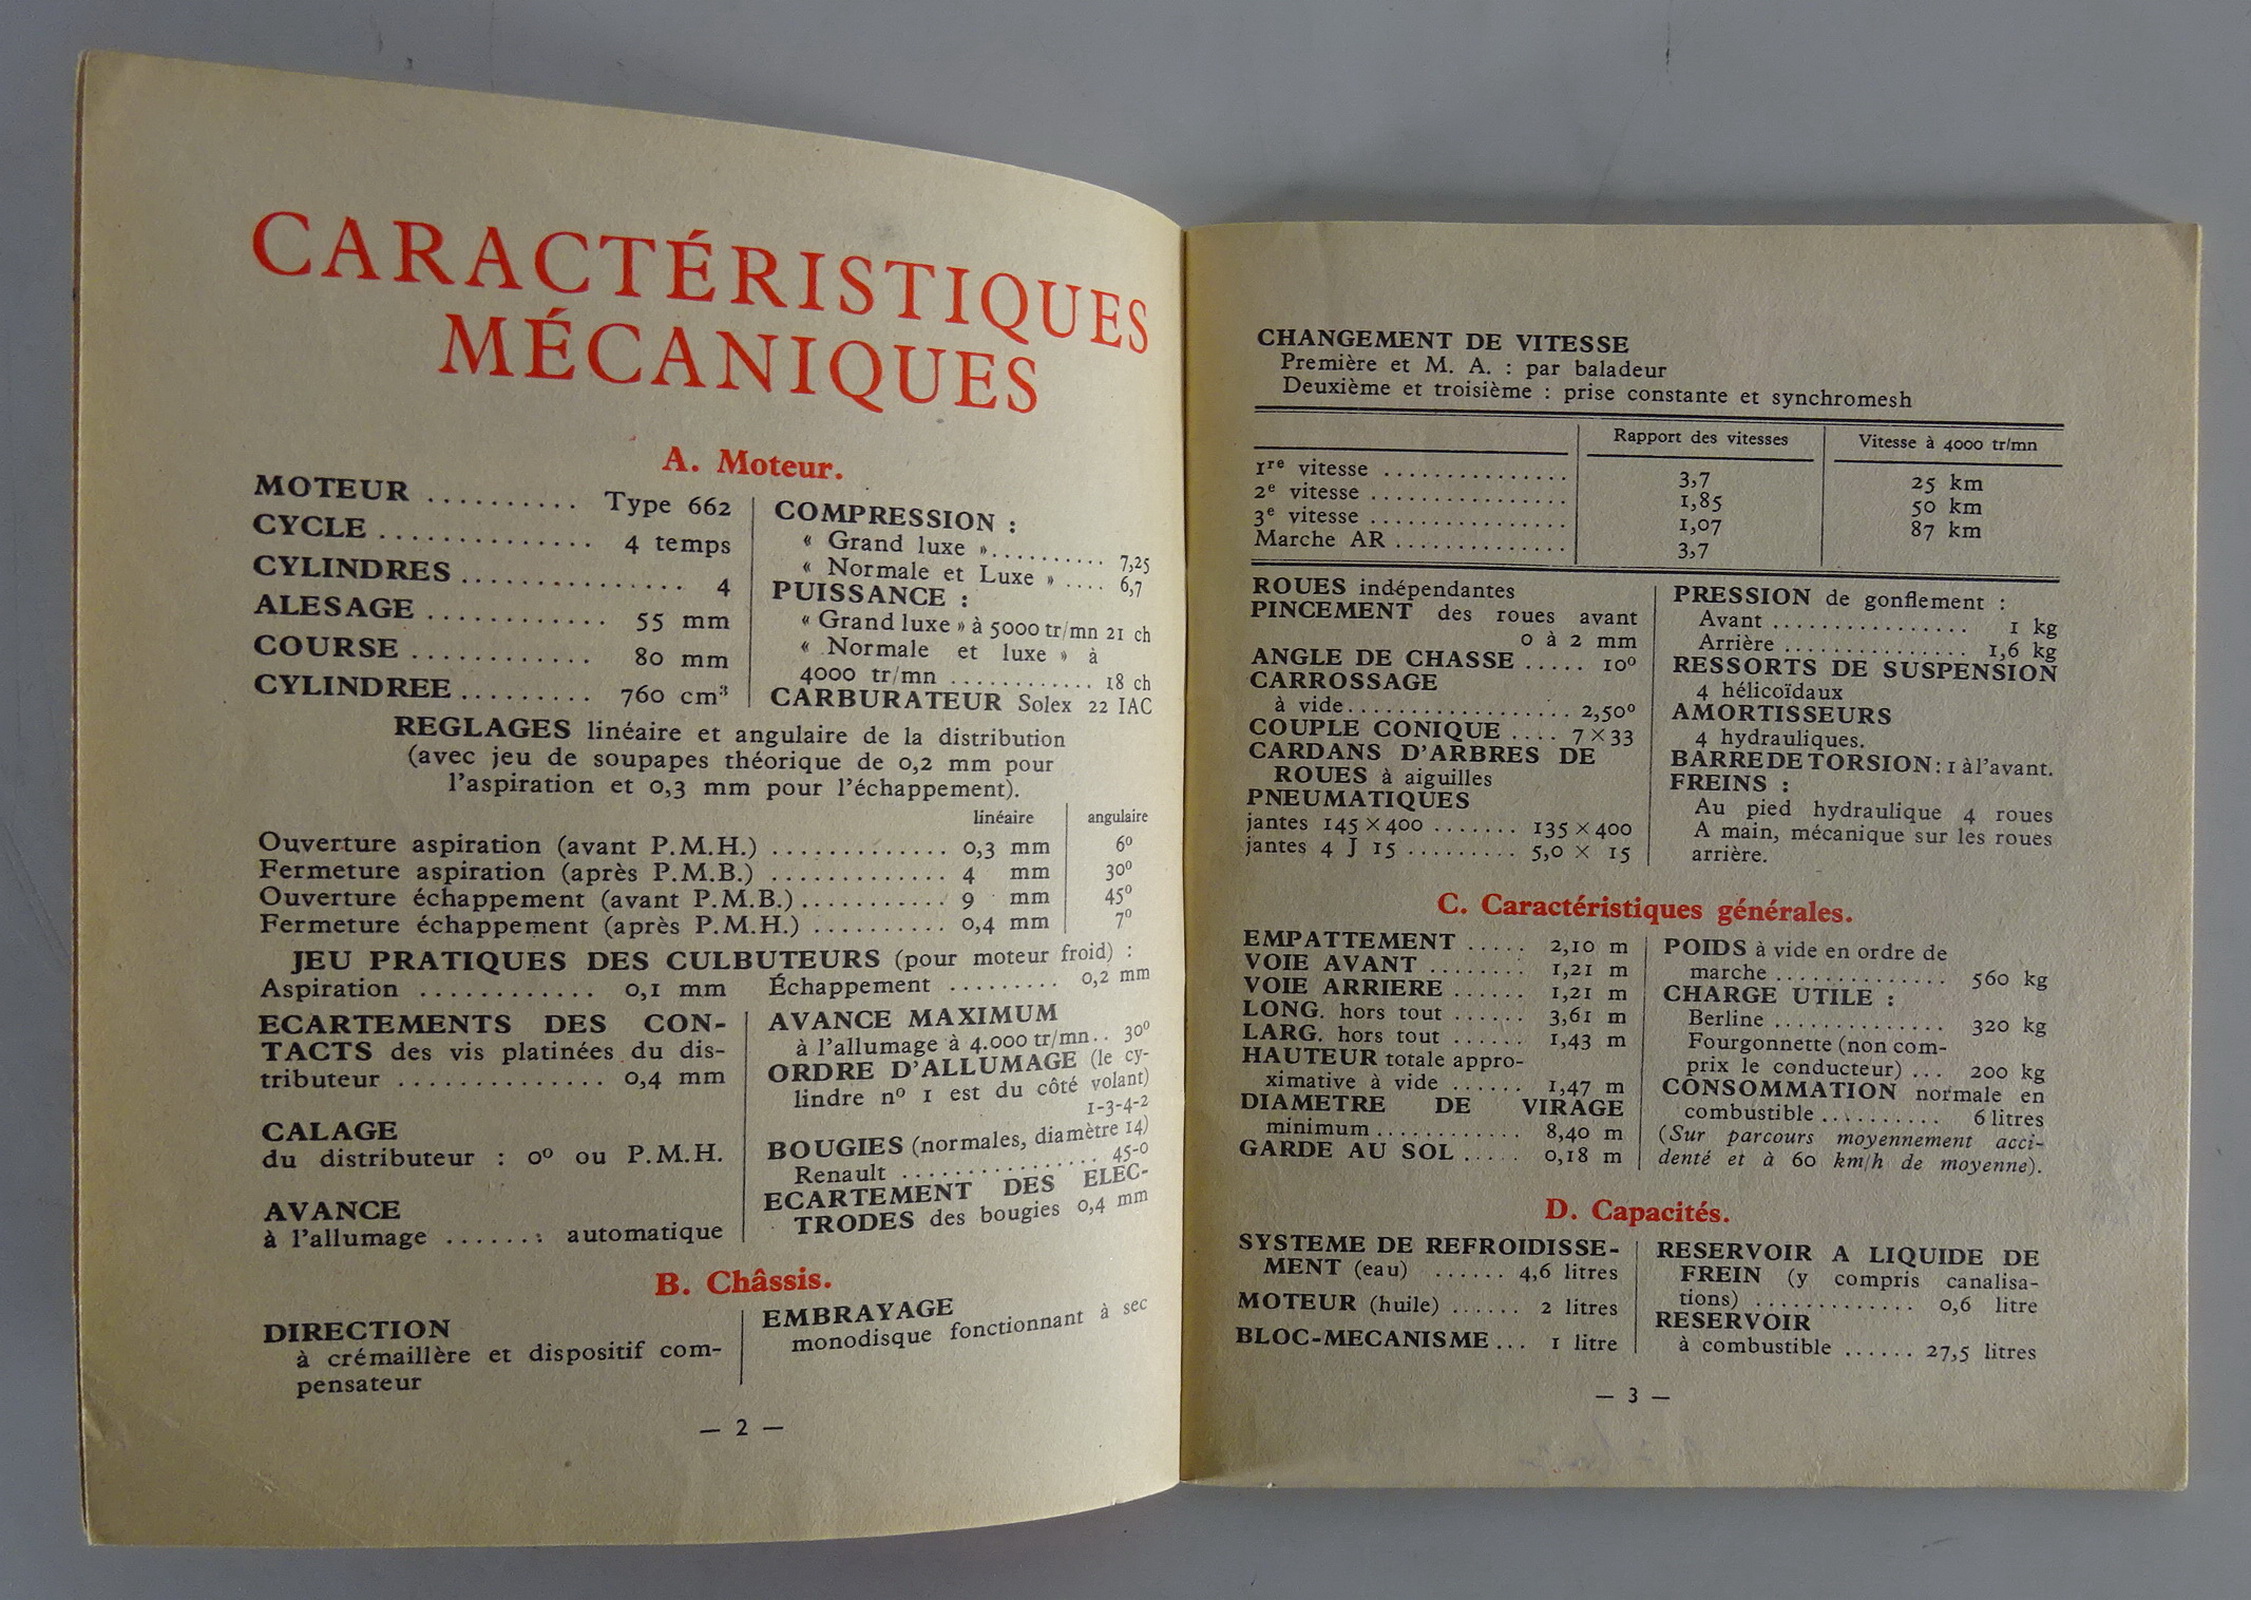 CARACTÉRISTIQUES
MÉCANIQUES
A. Moteur.
MOTEUR .......... Type 662
CYCLE .............. 4 temps
CYLINDRES ................ 4
ALESAGE ............ 55 mm
COURSE ............ 80 mm
CYLINDREE ......... 760 cm³
COMPRESSION :
« Grand luxe ».......... 7,25
« Normale et Luxe » .... 6,7
PUISSANCE :
« Grand luxe » à 5000 tr/mn 21 ch
« Normale et luxe » à
4000 tr/mn ............ 18 ch
CARBURATEUR Solex 22 IAC
REGLAGES linéaire et angulaire de la distribution
(avec jeu de soupapes théorique de 0,2 mm pour
l'aspiration et 0,3 mm pour l'échappement).
linéaire angulaire
Ouverture aspiration (avant P.M.H.) ............. 0,3 mm 6°
Fermeture aspiration (après P.M.B.) ............. 4 mm 30°
Ouverture échappement (avant P.M.B.)........... 9 mm 45°
Fermeture échappement (après P.M.H.) .......... 0,4 mm 7°
JEU PRATIQUES DES CULBUTEURS (pour moteur froid) :
Aspiration ............ 0,1 mm Échappement ......... 0,2 mm
ECARTEMENTS DES CON-
TACTS des vis platinées du dis-
tributeur ............... 0,4 mm
CALAGE
du distributeur : 0° ou P.M.H.
AVANCE
à l'allumage ....... automatique
AVANCE MAXIMUM
à l'allumage à 4.000 tr/mn.. 30°
ORDRE D'ALLUMAGE (le cy-
lindre n° 1 est du côté volant)
1-3-4-2
BOUGIES (normales, diamètre 14)
Renault ................ 45-0
ECARTEMENT DES ELEC-
TRODES des bougies 0,4 mm
B. Châssis.
DIRECTION
à crémaillère et dispositif com-
pensateur
EMBRAYAGE
monodisque fonctionnant à sec
— 2 —
CHANGEMENT DE VITESSE
Première et M. A. : par baladeur
Deuxième et troisième : prise constante et synchromesh
Rapport des vitesses Vitesse à 4000 tr/mn
1re vitesse ............... 3,7 25 km
2e vitesse ................ 1,85 50 km
3e vitesse ................ 1,07 87 km
Marche AR .............. 3,7
ROUES indépendantes
PINCEMENT des roues avant
0 à 2 mm
ANGLE DE CHASSE ..... 10°
CARROSSAGE
à vide.................. 2,50°
COUPLE CONIQUE .... 7×33
CARDANS D'ARBRES DE
ROUES à aiguilles
PNEUMATIQUES
jantes 145×400 ....... 135×400
jantes 4 J 15 ......... 5,0 × 15
PRESSION de gonflement :
Avant ................ 1 kg
Arrière ............... 1,6 kg
RESSORTS DE SUSPENSION
4 hélicoïdaux
AMORTISSEURS
4 hydrauliques.
BARRE DE TORSION : 1 à l'avant.
FREINS :
Au pied hydraulique 4 roues
A main, mécanique sur les roues
arrière.
C. Caractéristiques générales.
EMPATTEMENT ..... 2,10 m
VOIE AVANT ........ 1,21 m
VOIE ARRIERE ...... 1,21 m
LONG. hors tout ...... 3,61 m
LARG. hors tout ...... 1,43 m
HAUTEUR totale appro-
ximative à vide ...... 1,47 m
DIAMETRE DE VIRAGE
minimum ............ 8,40 m
GARDE AU SOL ..... 0,18 m
POIDS à vide en ordre de
marche .............. 560 kg
CHARGE UTILE :
Berline .............. 320 kg
Fourgonnette (non com-
prix le conducteur) ... 200 kg
CONSOMMATION normale en
combustible .......... 6 litres
(Sur parcours moyennement acci-
denté et à 60 km/h de moyenne).
D. Capacités.
SYSTEME DE REFROIDISSE-
MENT (eau) ...... 4,6 litres
MOTEUR (huile) ...... 2 litres
BLOC-MECANISME... 1 litre
RESERVOIR A LIQUIDE DE
FREIN (y compris canalisa-
tions) ............. 0,6 litre
RESERVOIR
à combustible ...... 27,5 litres
— 3 —